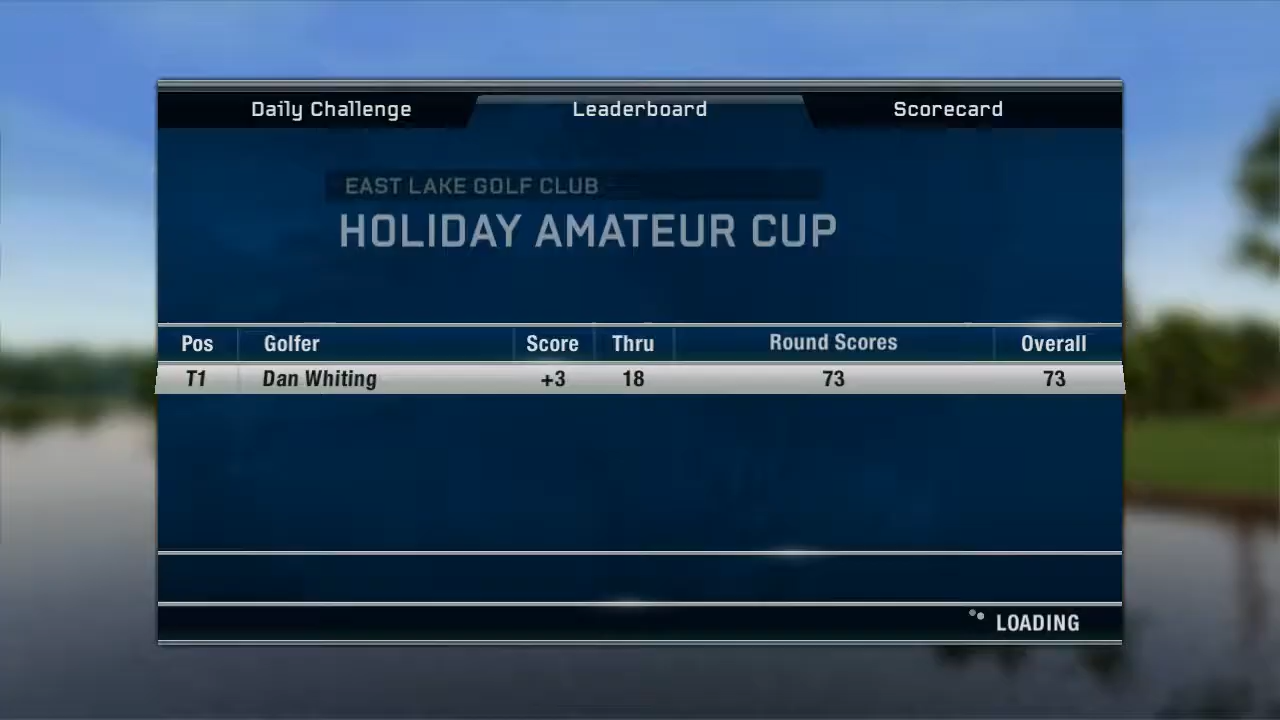 Daily Challenge Leaderboard Scorecard
EAST LAKE GOLF CLUB
HOLIDAY AMATEUR CUP
Pos Golfer Score Thru Round Scores Overall
T1 Dan Whiting +3 18 73 73
LOADING